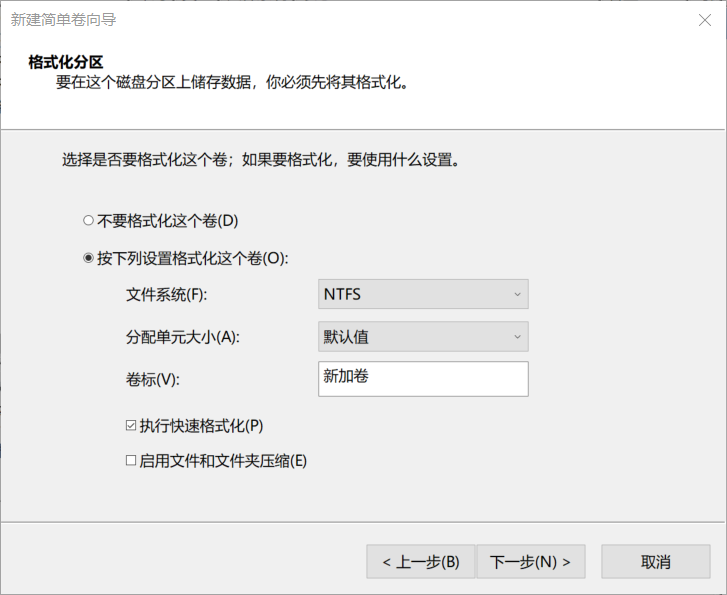 新建简单卷向导
格式化分区
要在这个磁盘分区上储存数据，你必须先将其格式化。
选择是否要格式化这个卷；如果要格式化，要使用什么设置。
不要格式化这个卷(D)
按下列设置格式化这个卷(O):
文件系统(F): NTFS
分配单元大小(A): 默认值
卷标(V): 新加卷
执行快速格式化(P)
启用文件和文件夹压缩(E)
< 上一步(B) 下一步(N) > 取消